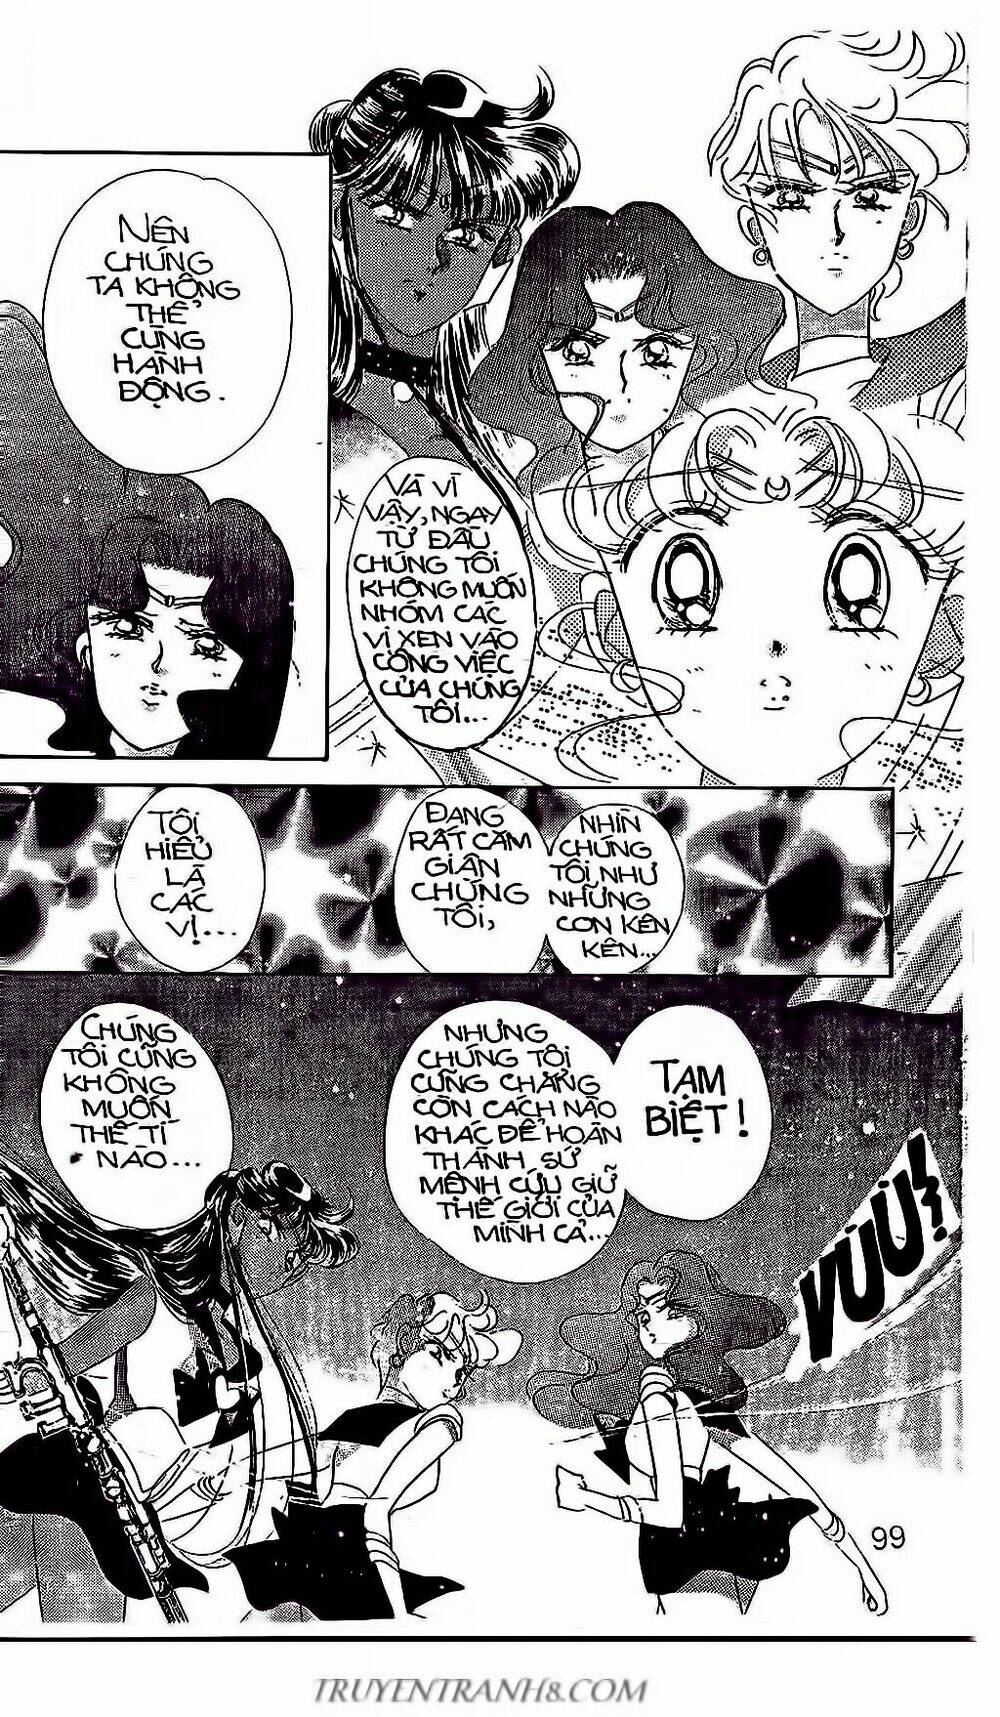 NÊN
CHÚNG
TA KHÔNG
THỂ
CÙNG
HÀNH
ĐỘNG.
VÀ VÌ
VẬY, NGAY
TỪ ĐẦU
CHÚNG TÔI
KHÔNG MUỐN
NHÓM CÁC
VỊ XEN VÀO
CÔNG VIỆC
CỦA CHÚNG
TÔI...
TÔI
HIỂU
LÀ
CÁC
VỊ...
ĐANG
RẤT CĂM
GIẬN
CHÚNG
TÔI,
NHÌN
CHÚNG
TÔI NHƯ
NHỮNG
CON KÊN
KÊN...
CHÚNG
TÔI CŨNG
KHÔNG
MUỐN
THẾ TÍ
NÀO...
NHƯNG
CHÚNG TÔI
CŨNG CHẲNG
CÒN CÁCH NÀO
KHÁC ĐỂ HOÀN
THÀNH SỨ
MỆNH CỨU GIỮ
THẾ GIỚI CỦA
MÌNH CẢ...
TẠM
BIỆT!
VÙÙ!
99
TRUYENTRANH8.COM